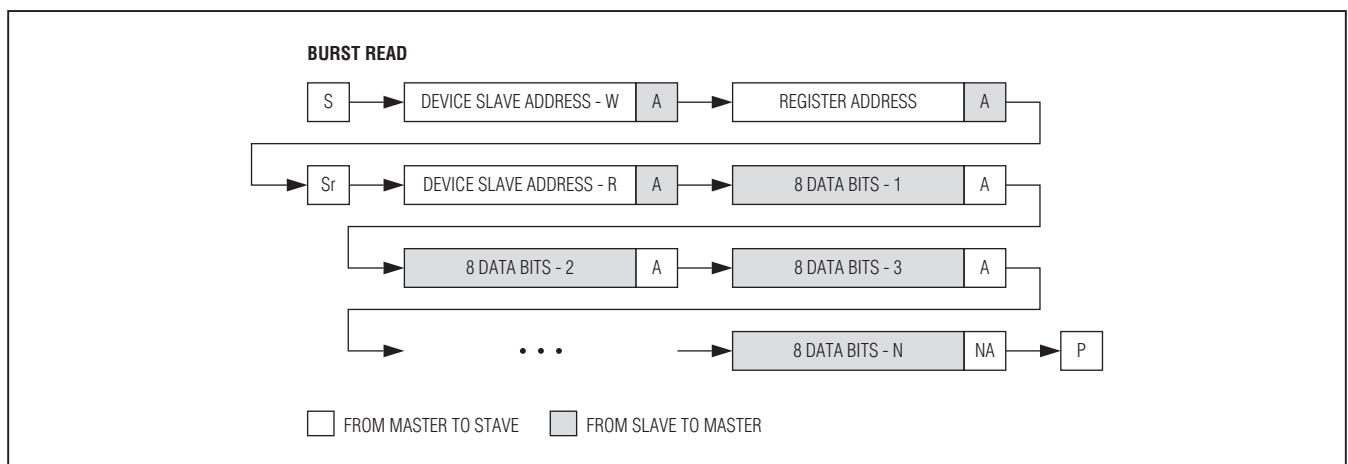 BURST READ
S DEVICE SLAVE ADDRESS - W A REGISTER ADDRESS A
Sr DEVICE SLAVE ADDRESS - R A 8 DATA BITS - 1 A
8 DATA BITS - 2 A 8 DATA BITS - 3 A
• • • 8 DATA BITS - N NA P
FROM MASTER TO STAVE FROM SLAVE TO MASTER